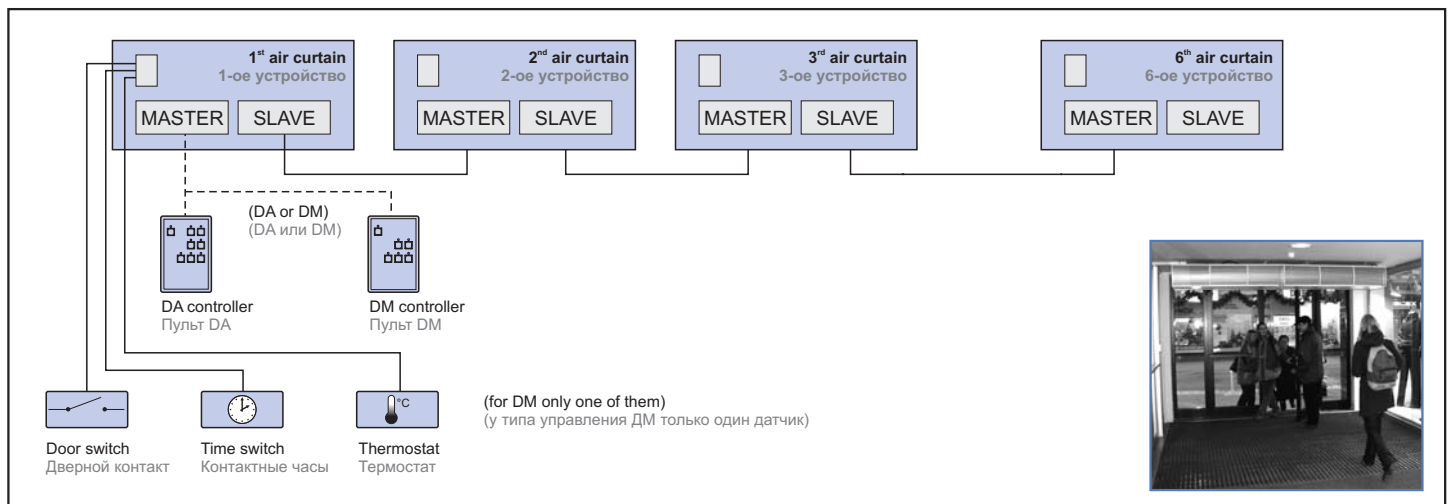 1st air curtain
1-ое устройство
MASTER
SLAVE
2nd air curtain
2-ое устройство
MASTER
SLAVE
3rd air curtain
3-ое устройство
MASTER
SLAVE
6th air curtain
6-ое устройство
MASTER
SLAVE
(DA or DM)
(DA или DM)
DA controller
Пульт DA
DM controller
Пульт DM
°C
Door switch
Дверной контакт
Time switch
Контактные часы
Thermostat
Термостат
(for DM only one of them)
(у типа управления ДМ только один датчик)